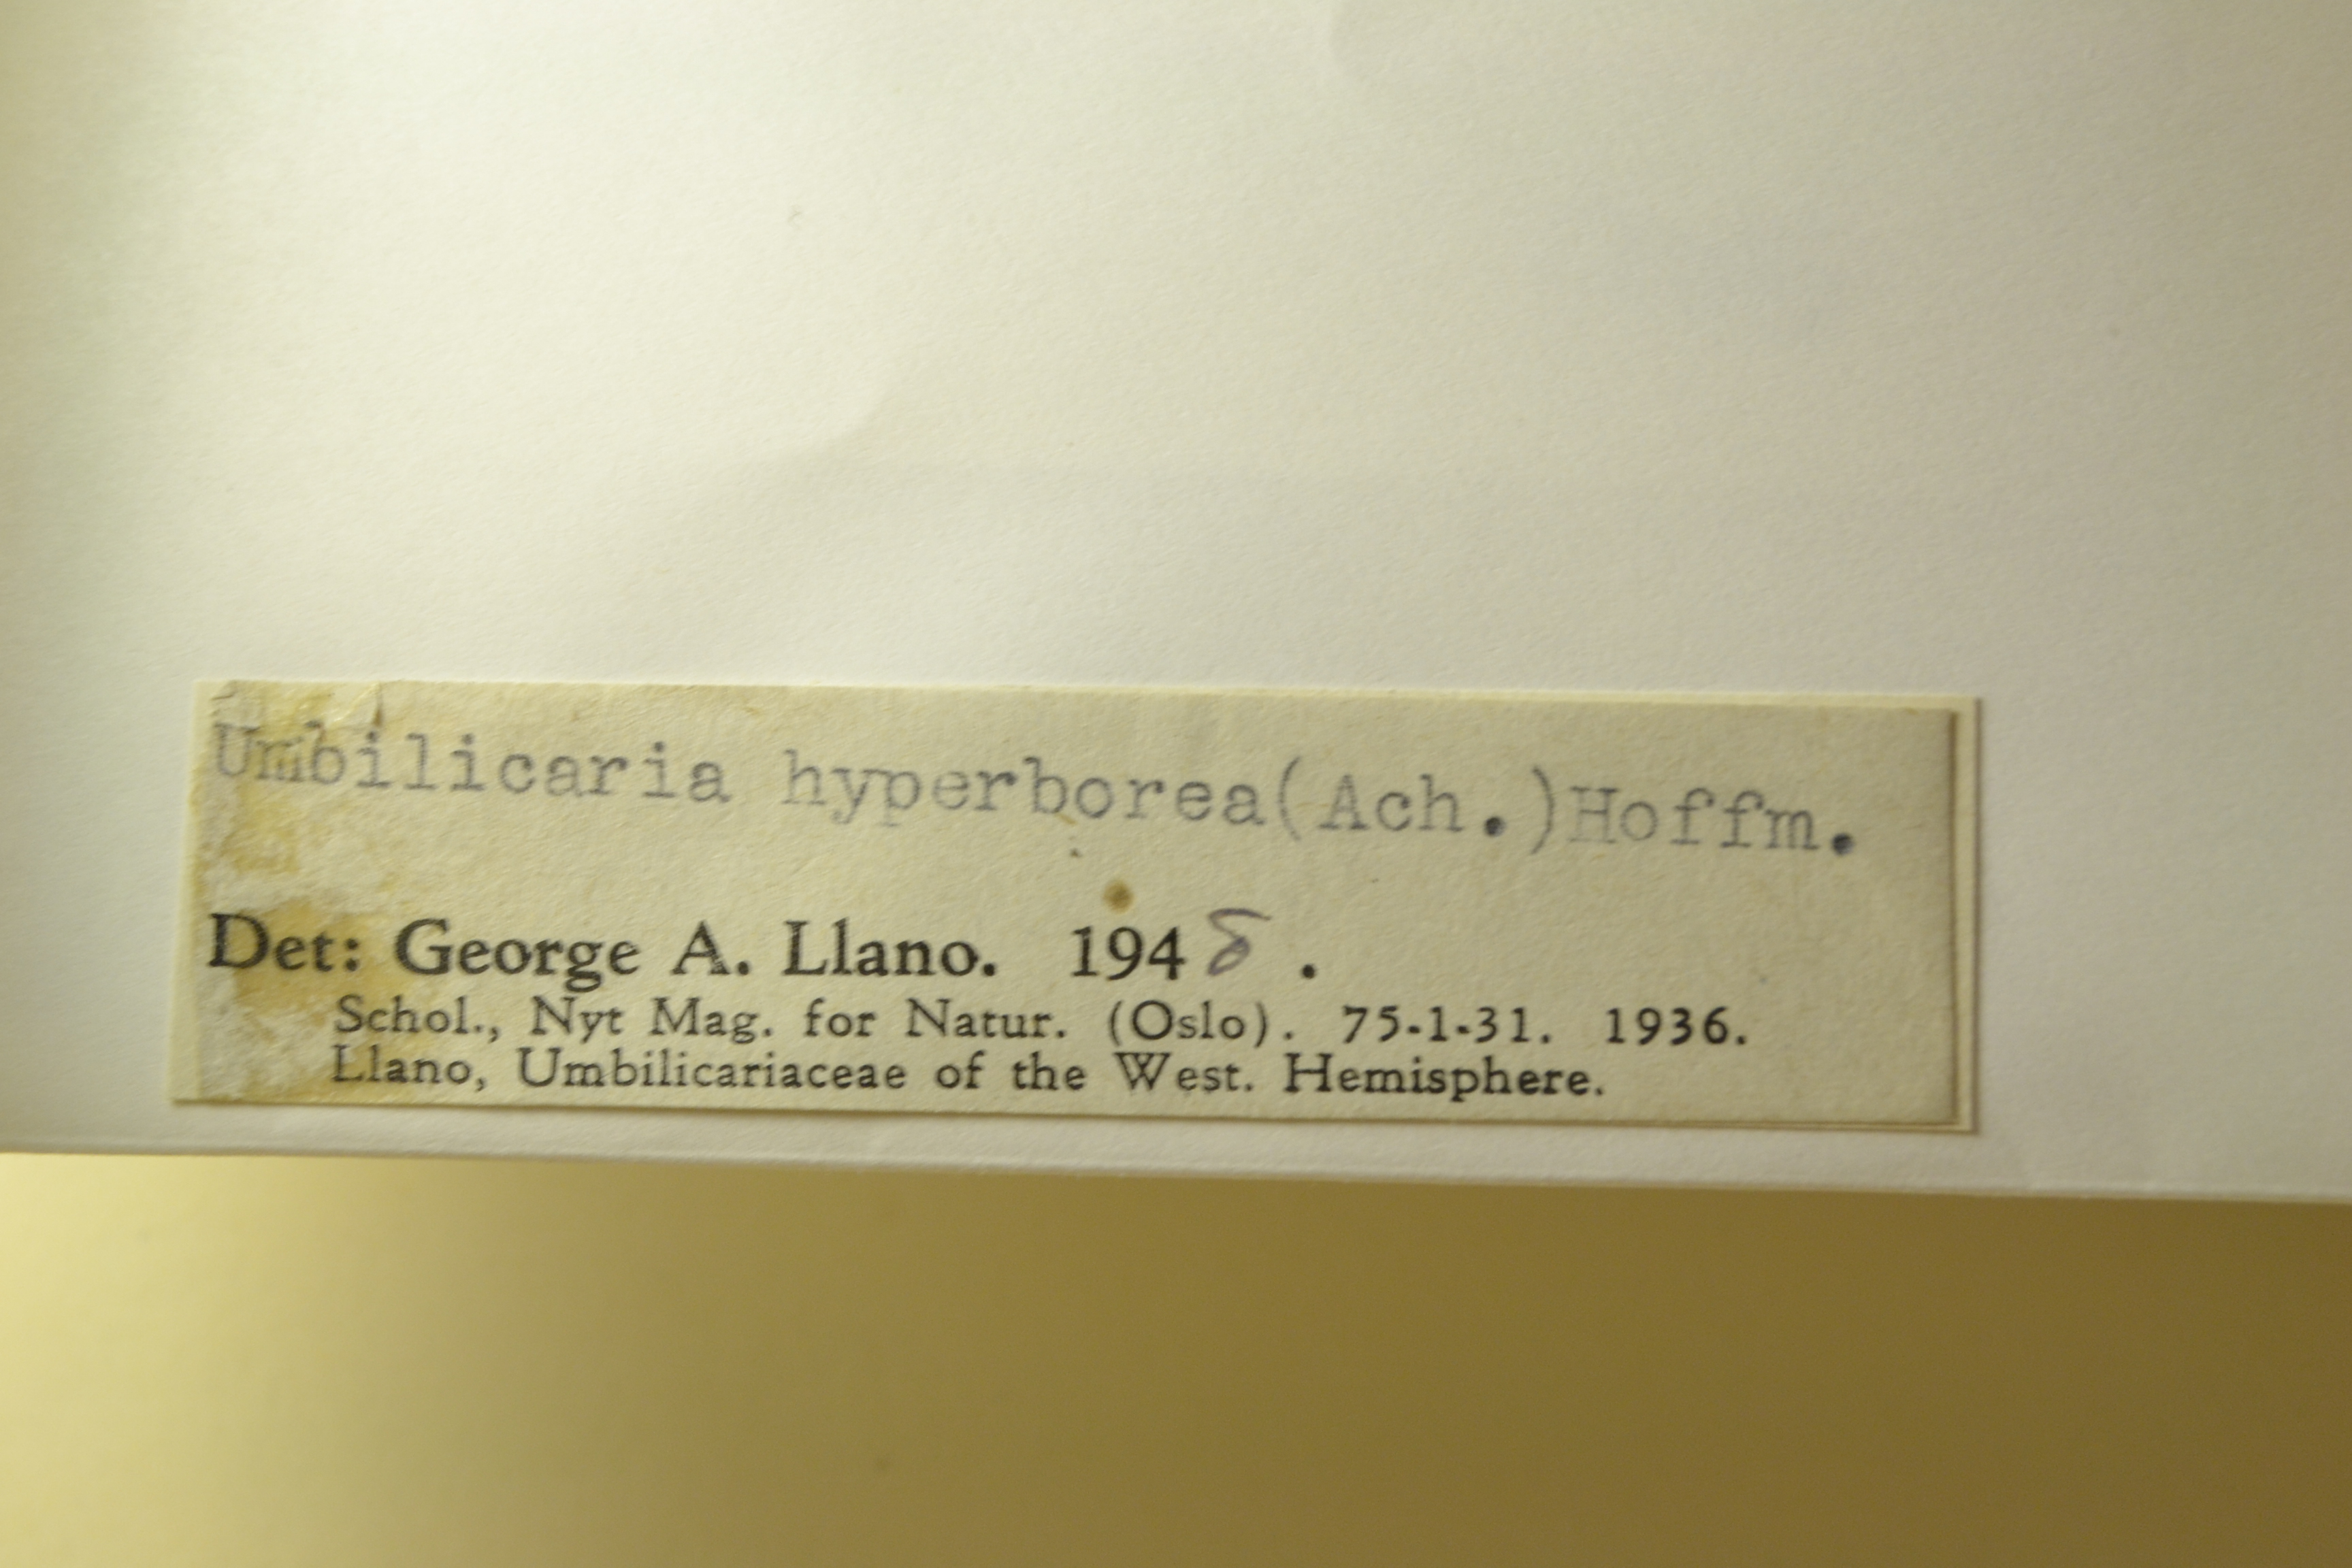 Umbilicaria hyperborea(Ach.)Hoffm.
Det: George A. Llano. 1948.
Schol., Nyt Mag. for Natur. (Oslo). 75-1-31. 1936.
Llano, Umbilicariaceae of the West. Hemisphere.